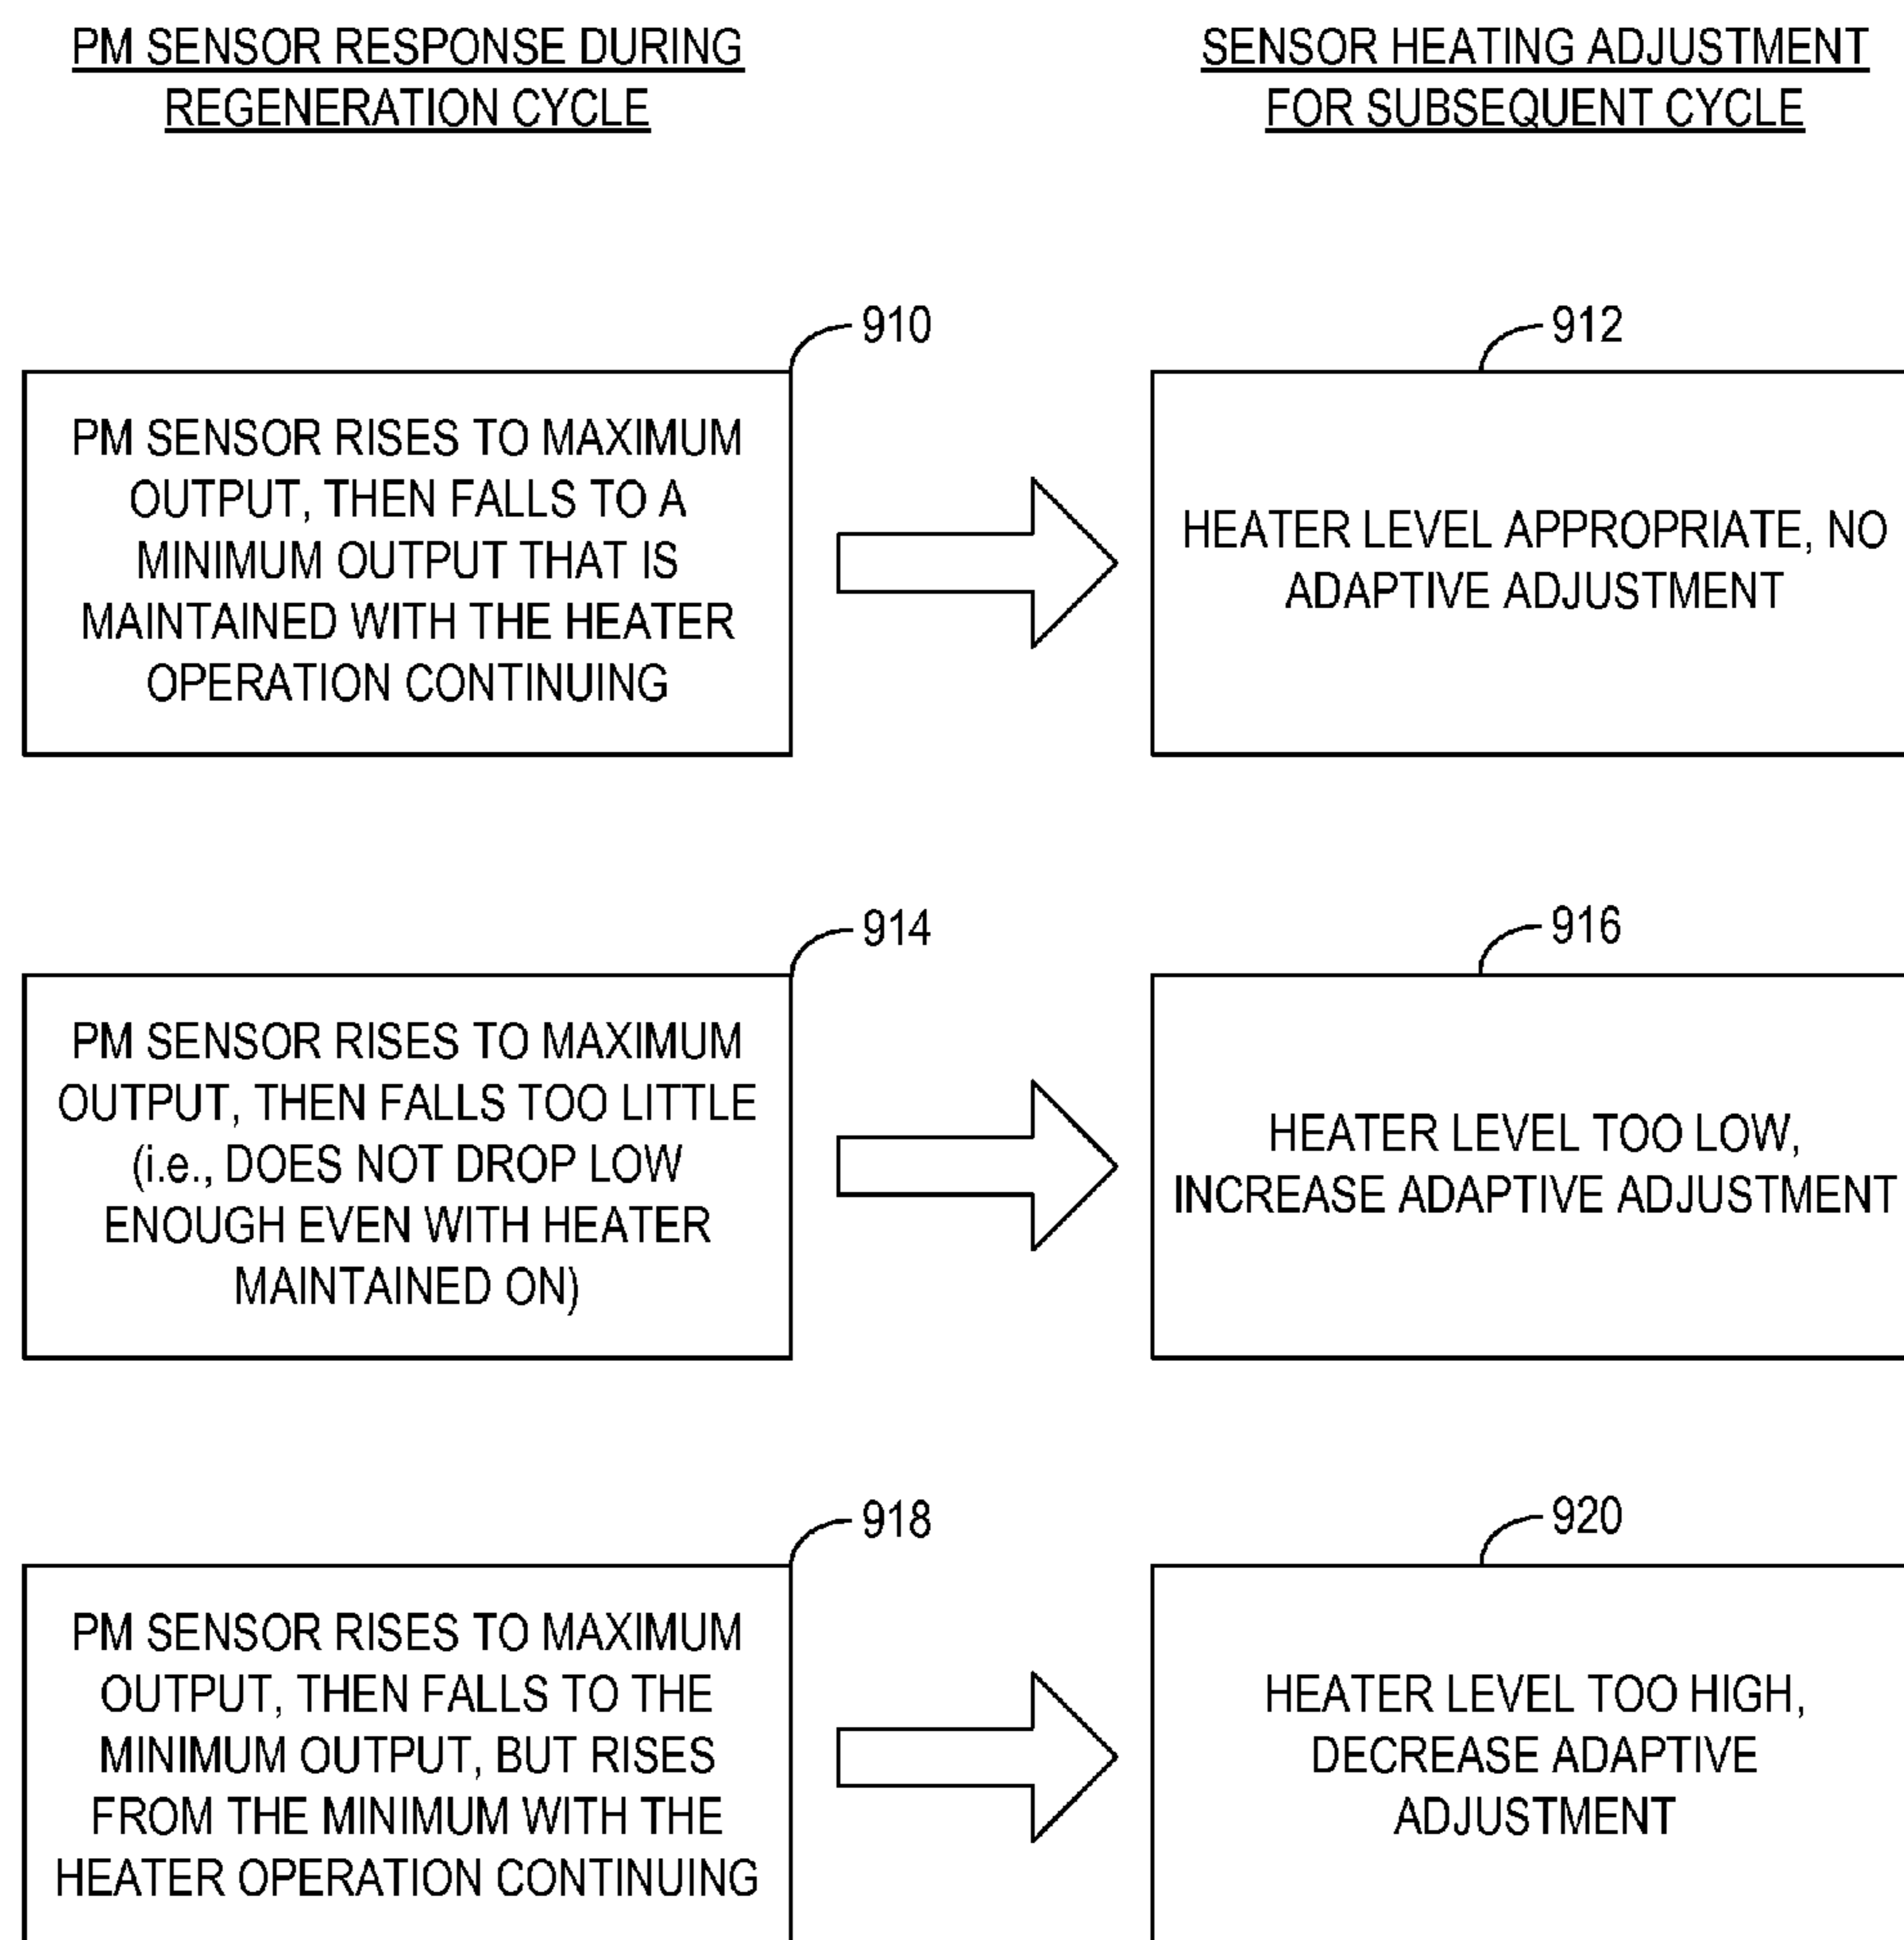 PM SENSOR RESPONSE DURING
REGENERATION CYCLE
SENSOR HEATING ADJUSTMENT
FOR SUBSEQUENT CYCLE
910
PM SENSOR RISES TO MAXIMUM
OUTPUT, THEN FALLS TO A
MINIMUM OUTPUT THAT IS
MAINTAINED WITH THE HEATER
OPERATION CONTINUING
912
HEATER LEVEL APPROPRIATE, NO
ADAPTIVE ADJUSTMENT
914
PM SENSOR RISES TO MAXIMUM
OUTPUT, THEN FALLS TOO LITTLE
(i.e., DOES NOT DROP LOW
ENOUGH EVEN WITH HEATER
MAINTAINED ON)
916
HEATER LEVEL TOO LOW,
INCREASE ADAPTIVE ADJUSTMENT
918
PM SENSOR RISES TO MAXIMUM
OUTPUT, THEN FALLS TO THE
MINIMUM OUTPUT, BUT RISES
FROM THE MINIMUM WITH THE
HEATER OPERATION CONTINUING
920
HEATER LEVEL TOO HIGH,
DECREASE ADAPTIVE
ADJUSTMENT